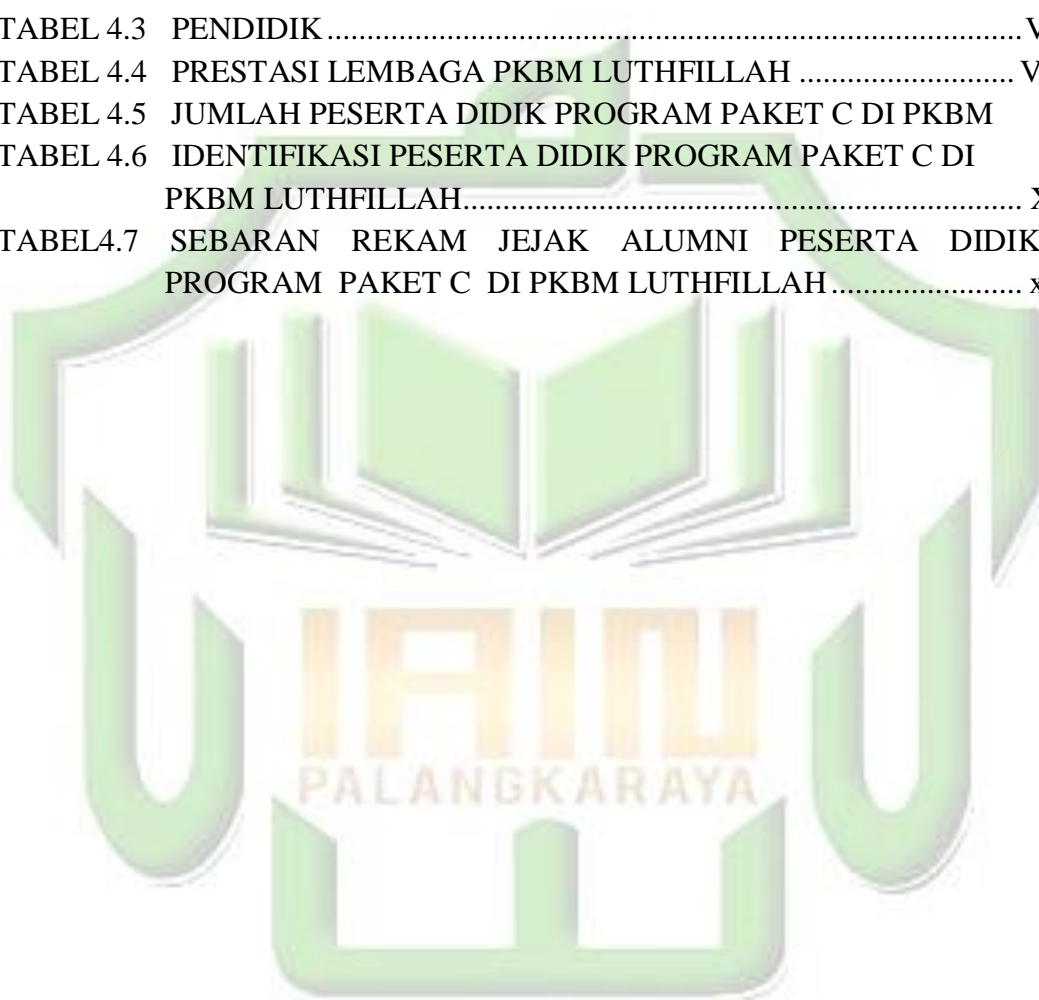 TABEL 4.3 PENDIDIK ....................................................................................... V
TABEL 4.4 PRESTASI LEMBAGA PKBM LUTHFILLAH ........................... V
TABEL 4.5 JUMLAH PESERTA DIDIK PROGRAM PAKET C DI PKBM
TABEL 4.6 IDENTIFIKASI PESERTA DIDIK PROGRAM PAKET C DI
PKBM LUTHFILLAH...................................................................... X
TABEL4.7 SEBARAN REKAM JEJAK ALUMNI PESERTA DIDIK
PROGRAM PAKET C DI PKBM LUTHFILLAH ........................ x
IAIN
PALANGKARAYA